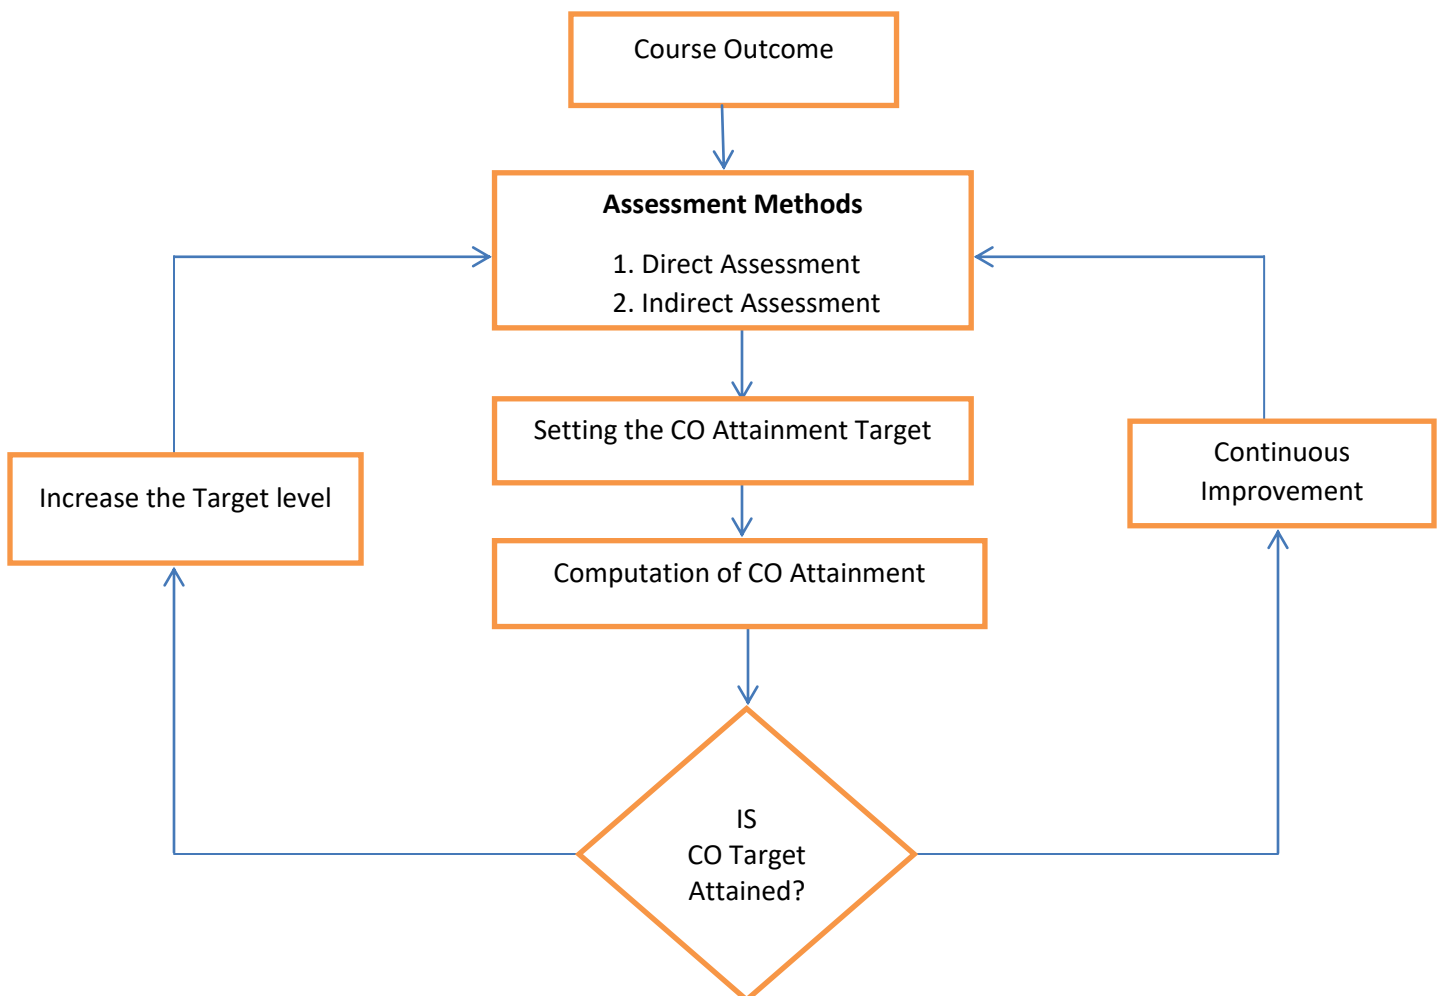 Course Outcome
Assessment Methods
1. Direct Assessment
2. Indirect Assessment
Setting the CO Attainment Target
Continuous
Improvement
Increase the Target level
Computation of CO Attainment
IS
CO Target
Attained?